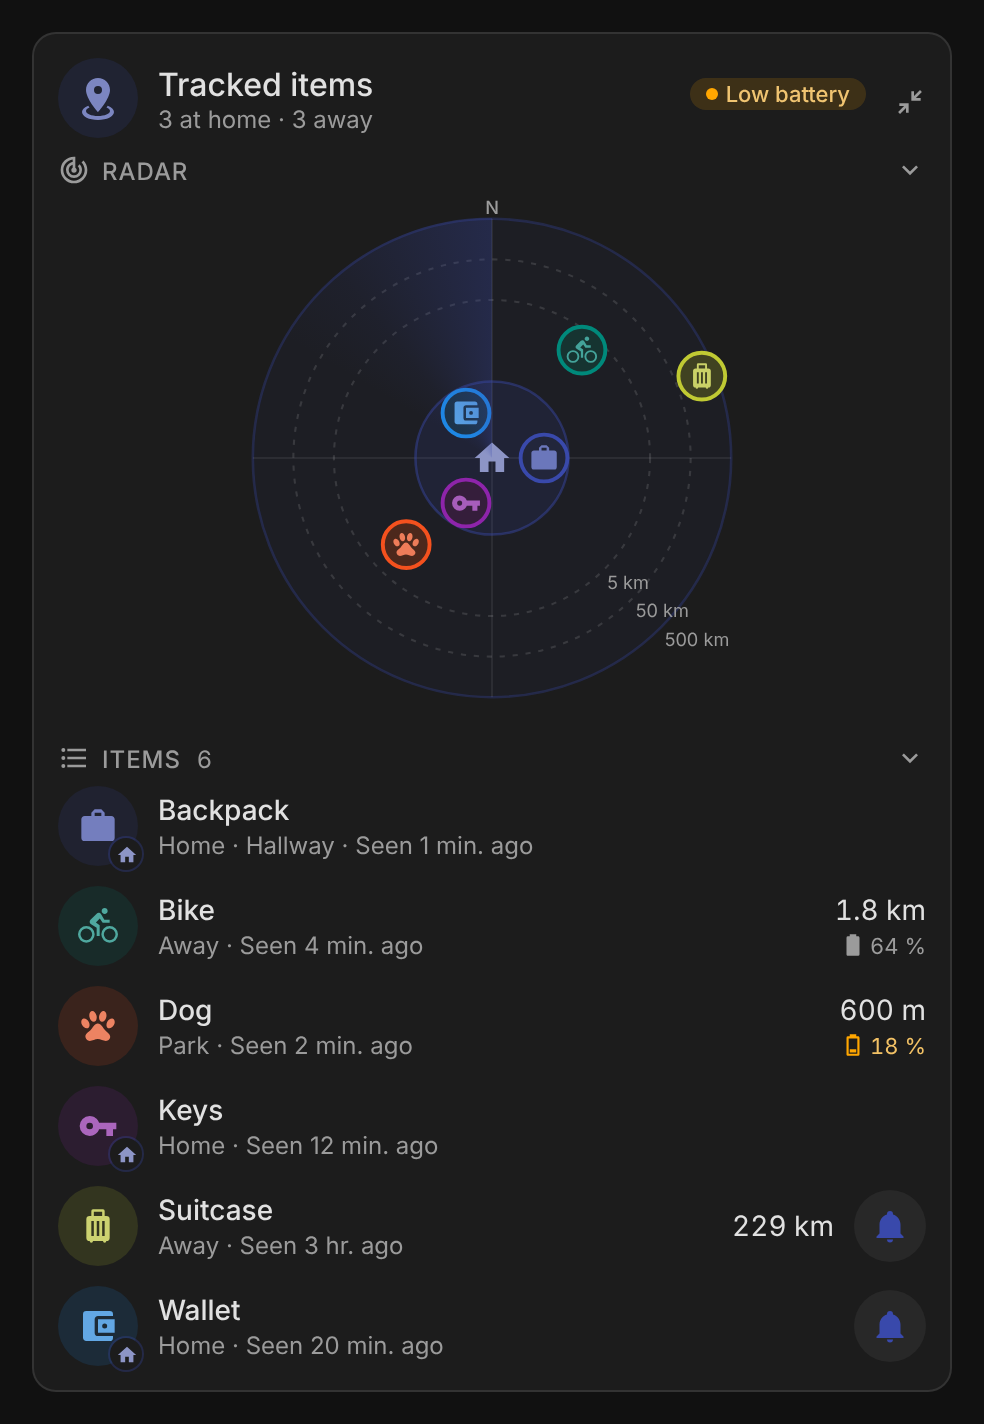 Tracked items
3 at home · 3 away
Low battery
RADAR
N
5 km
50 km
500 km
ITEMS 6
Backpack
Home · Hallway · Seen 1 min. ago
Bike
Away · Seen 4 min. ago
1.8 km
64 %
Dog
Park · Seen 2 min. ago
600 m
18 %
Keys
Home · Seen 12 min. ago
Suitcase
Away · Seen 3 hr. ago
229 km
Wallet
Home · Seen 20 min. ago